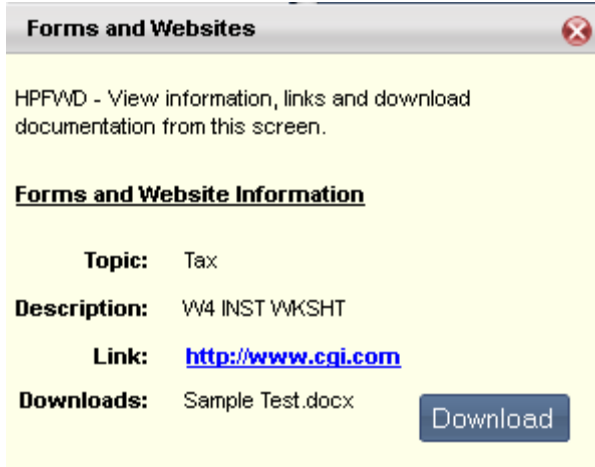 Forms and Websites
HPFWD - View information, links and download
documentation from this screen.
Forms and Website Information
Topic: Tax
Description: W4 INST WKSHT
Link: http://www.cgi.com
Downloads: Sample Test.docx
Download